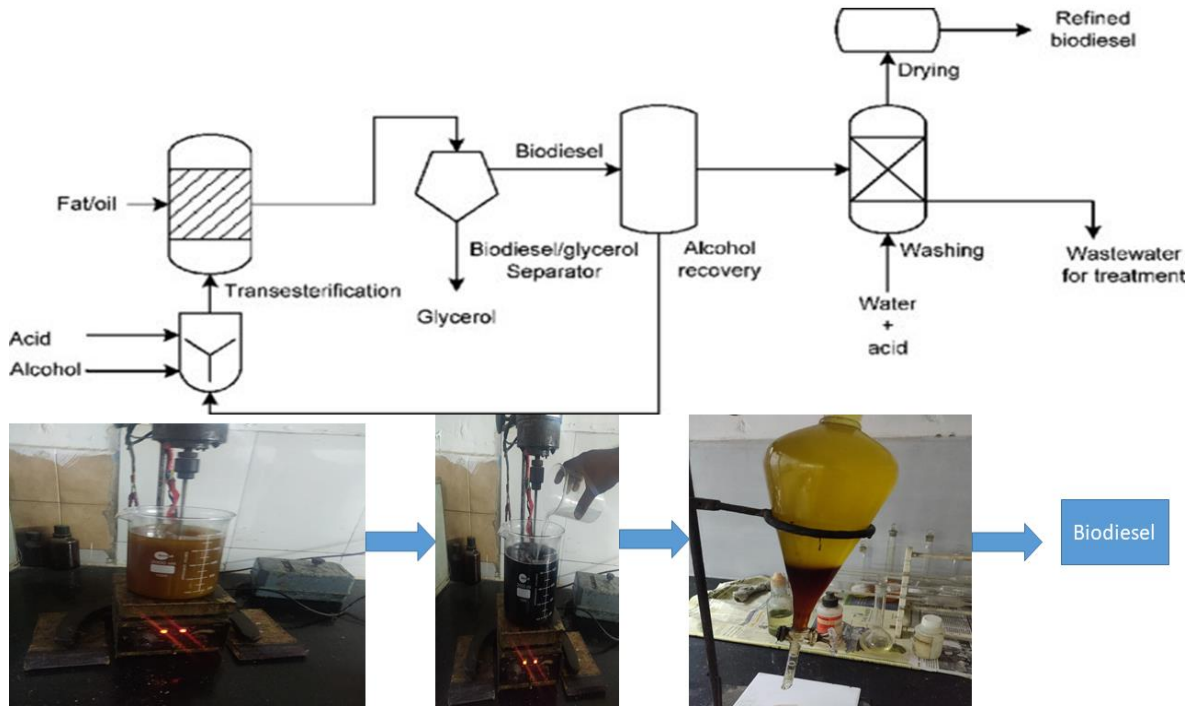 Refined
biodiesel
Drying
Biodiesel
Fat/oil
Biodiesel/glycerol
Separator
Alcohol
recovery
Washing
Wastewater
for treatment
Transesterification
Glycerol
Water
+
acid
Acid
Alcohol
Biodiesel